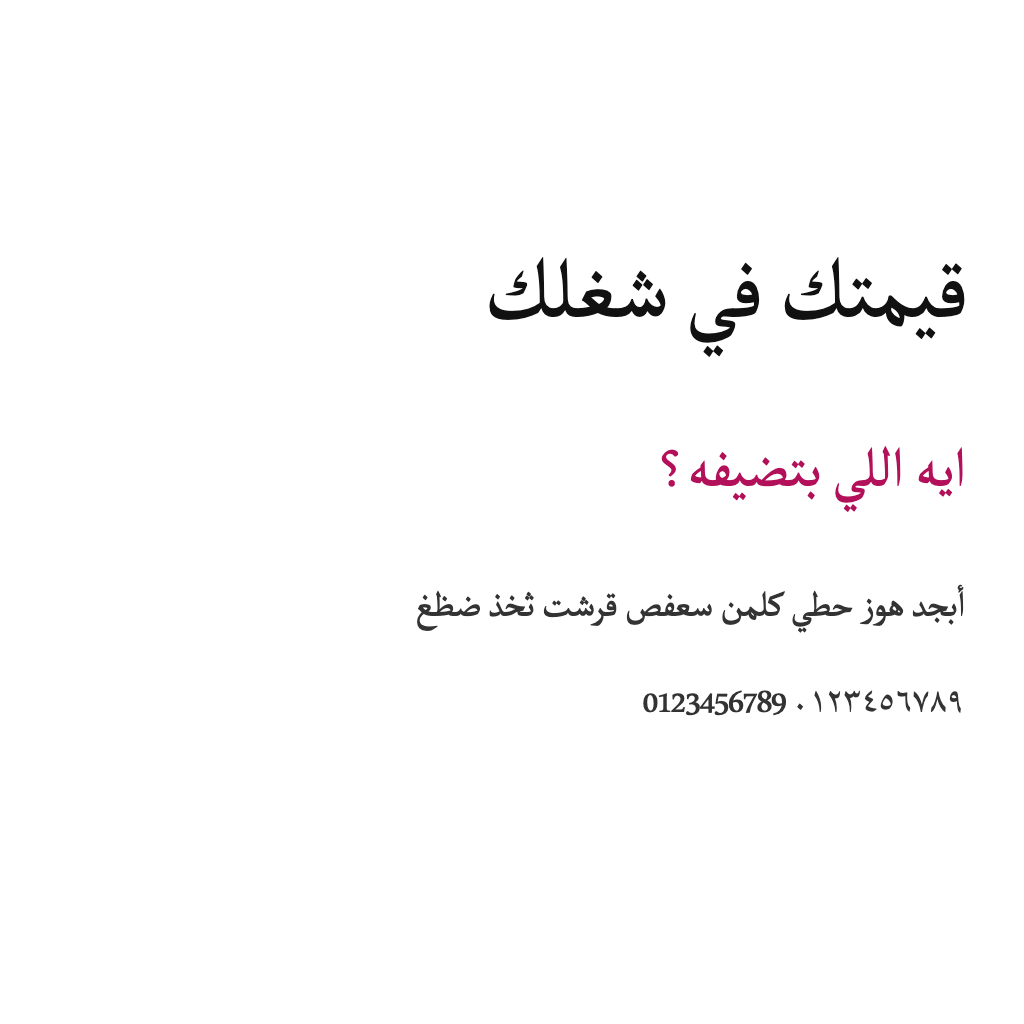 قيمتك في شغلك
ايه اللي بتضيفه ؟
أبجد هوز حطي كلمن سعفص قرشت ثخذ ضظغ
0123456789 ٠١٢٣٤٥٦٧٨٩